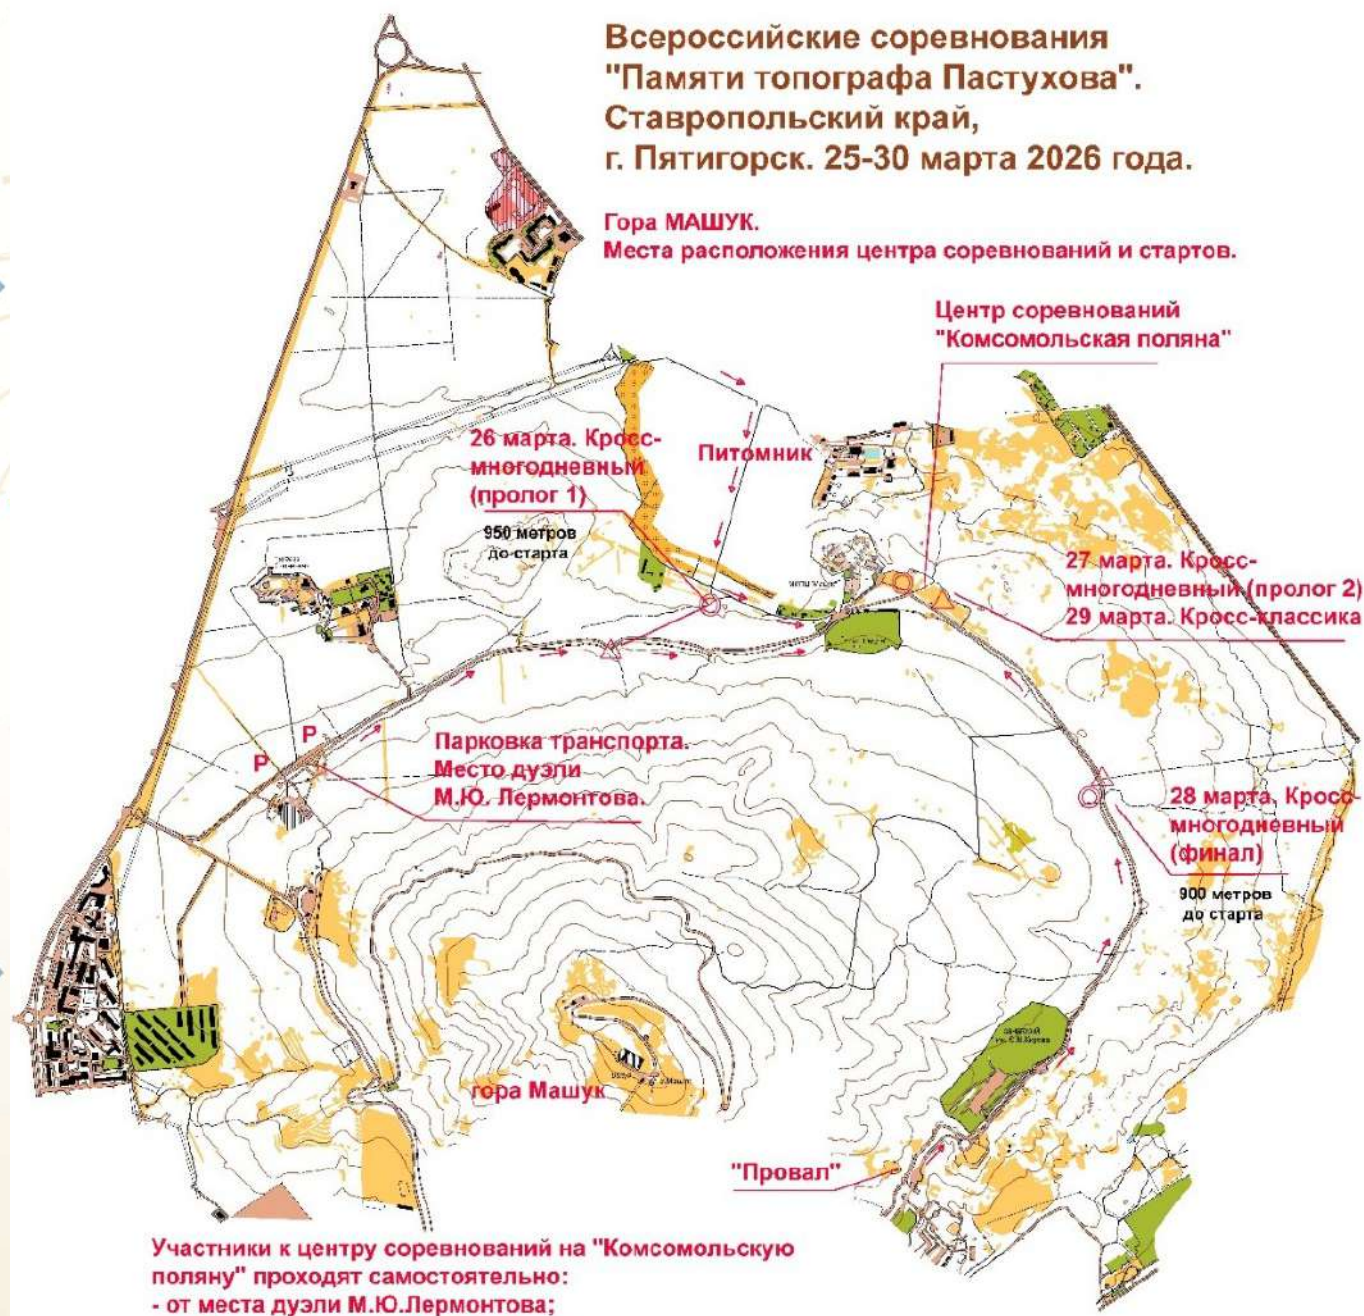 Всероссийские соревнования
"Памяти топографа Пастухова".
Ставропольский край,
г. Пятигорск. 25-30 марта 2026 года.
Гора МАШУК.
Места расположения центра соревнований и стартов.
Центр соревнований
"Комсомольская поляна"
26 марта. Кросс-
многодневный
(пролог 1)
950 метров
до старта
Питомник
27 марта. Кросс-
многодневный (пролог 2)
29 марта. Кросс-классика
P
P
Парковка транспорта.
Место дуэли
М.Ю. Лермонтова.
28 марта. Кросс-
многодневный
(финал)
900 метров
до старта
гора Машук
"Провал"
Участники к центру соревнований на "Комсомольскую
поляну" проходят самостоятельно:
- от места дуэли М.Ю.Лермонтова;